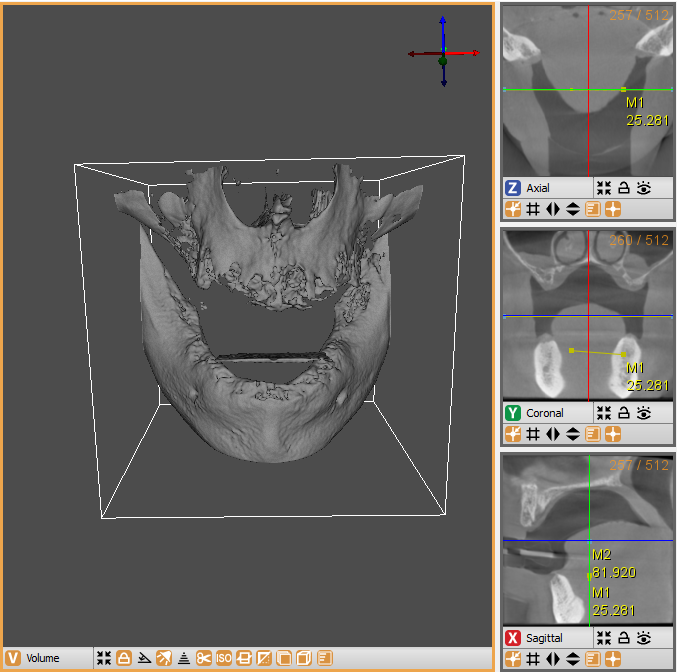 257 / 512
M1
25.281
Z Axial
260 / 512
M1
25.281
Y Coronal
257 / 512
M2
81.920
M1
25.281
X Sagittal
V Volume
ISO